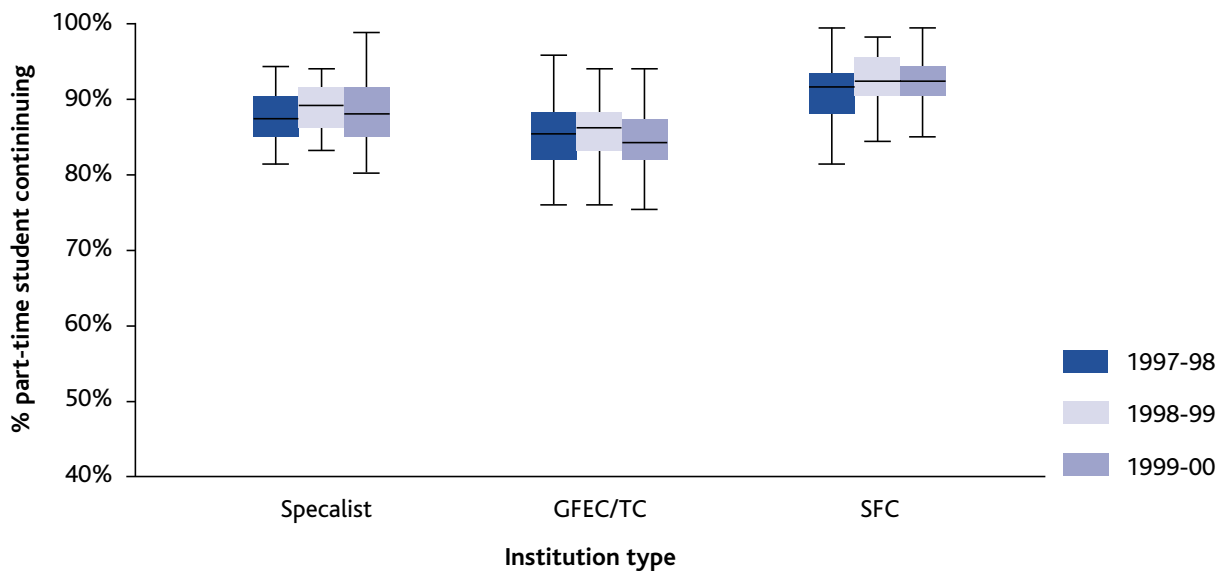 % part-time student contininuing
100%
90%
80%
70%
60%
50%
40%
Specalist
GFEC/TC
SFC
Institution type
1997-98
1998-99
1999-00